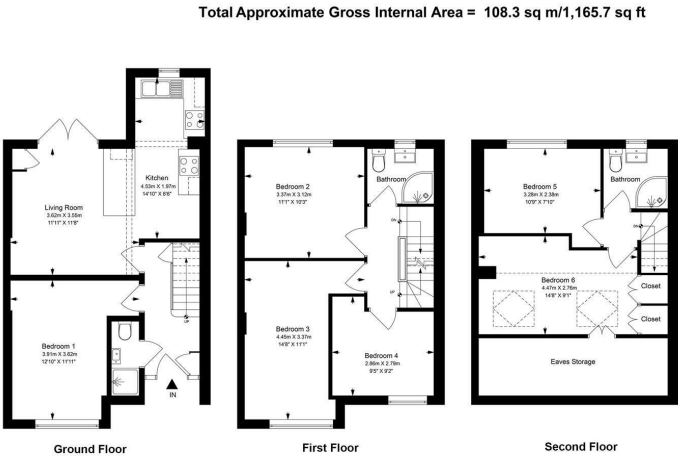 Total Approximate Gross Internal Area = 108.3 sq m/1,165.7 sq ft
Kitchen
4.53m X 1.97m
14'10" X 6'6"
Living Room
3.62m X 3.55m
11'11" X 11'8"
Bedroom 1
3.91m X 3.62m
12'10" X 11'11"
UP
IN
Ground Floor
Bedroom 2
3.37m X 3.12m
11'1" X 10'3"
Bathroom
DN
UP
Bedroom 3
4.45m X 3.37m
14'8" X 11'1"
Bedroom 4
2.86m X 2.79m
9'5" X 9'2"
First Floor
Bedroom 5
3.28m X 2.38m
10'9" X 7'10"
Bathroom
DN
Bedroom 6
4.47m X 2.76m
14'8" X 9'1"
Closet
Closet
Eaves Storage
Second Floor